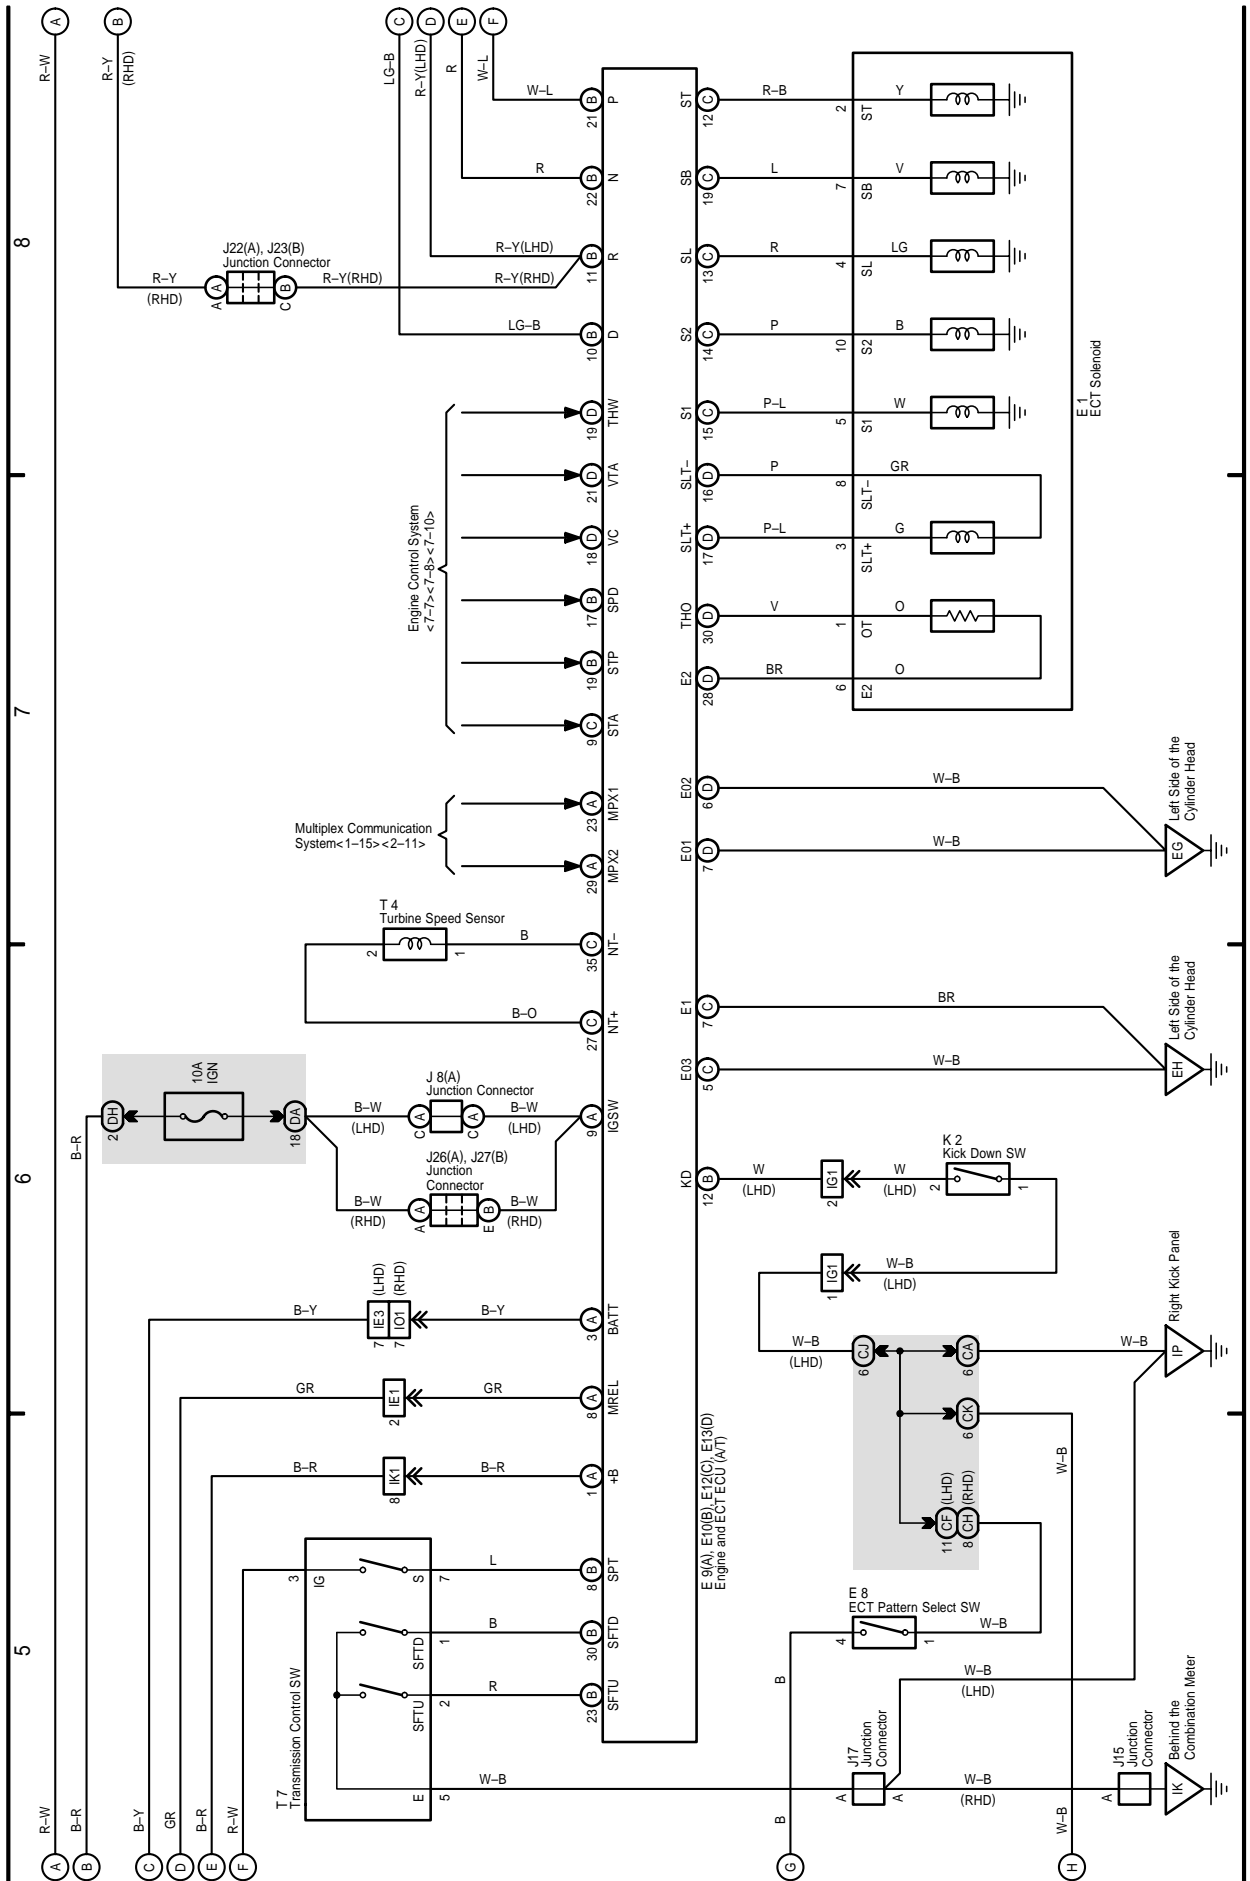 A
R–W
B
R–Y
(RHD)
C
LG–B
D
R–Y(LHD)
E
R
F
W–L
8
7
6
5
W–L
21 B P
R
22 B N
J22(A), J23(B)
Junction Connector
R–Y
(RHD)
A A
C B
R–Y(RHD)
R–Y(LHD)
R–Y(RHD)
11 B R
LG–B
10 B D
Engine Control System
<7–7><7–8><7–10>
19 D THW
21 D VTA
18 D VC
17 B SPD
19 B STP
9 C STA
Multiplex Communication
System<1–15><2–11>
23 A MPX1
29 A MPX2
T 4
Turbine Speed Sensor
2
1
B
35 C NT–
B–O
27 C NT+
B–R
2 DH
10A
IGN
18 DA
J 8(A)
Junction Connector
B–W
(LHD)
C A
C A
B–W
(LHD)
J26(A), J27(B)
Junction
Connector
B–W
(RHD)
A A
E B
B–W
(RHD)
9 A IGSW
B–Y
7 IE3 (LHD)
7 IO1 (RHD)
B–Y
3 A BATT
GR
2 IE1
GR
8 A MREL
B–R
8 IK1
B–R
1 A +B
T 7
Transmission Control SW
3 IG
S 7
L
8 B SPT
SFTD 1
B
30 B SFTD
SFTU 2
R
23 B SFTU
E 5
W–B
E 9(A), E10(B), E12(C), E13(D)
Engine and ECT ECU (A/T)
ST C 12
R–B
2 ST
Y
SB C 19
L
7 SB
V
SL C 13
R
4 SL
LG
S2 C 14
P
10 S2
B
S1 C 15
P–L
5 S1
W
SLT– D 16
P
8 SLT–
GR
SLT+ D 17
P–L
3 SLT+
G
THO D 30
V
1 OT
O
E2 D 28
BR
6 E2
O
E 1
ECT Solenoid
E02 D 6
W–B
E01 D 7
W–B
EG
Left Side of the
Cylinder Head
E1 C 7
BR
E03 C 5
W–B
EH
Left Side of the
Cylinder Head
KD B 12
W
(LHD)
2 IG1
W
(LHD)
K 2
Kick Down SW
2
1
1 IG1
W–B
(LHD)
W–B
(LHD)
6 CJ
6 CA
W–B
IP
Right Kick Panel
6 CK
W–B
11 CF (LHD)
8 CH (RHD)
E 8
ECT Pattern Select SW
4
1
W–B
B
W–B
(LHD)
J17
Junction
Connector
A
A
W–B
(RHD)
J15
Junction
Connector
A
IK
Behind the
Combination Meter
R–W
A
B–R
B
B–Y
C
GR
D
B–R
E
R–W
F
B
G
W–B
H